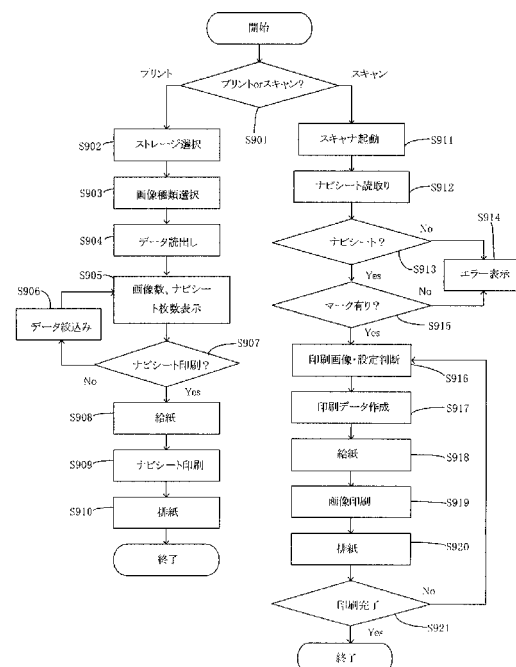 開始
プリント
プリントorスキャン?
スキャン
S901
S902
ストレージ選択
S903
画像種類選択
S904
データ読出し
S905
画像数、ナビシー
ト枚数表示
S906
データ絞込み
S907
ナビシート印刷?
No
Yes
S908
給紙
S909
ナビシート印刷
S910
排紙
終了
スキャナ起動
S911
ナビシート読取り
S912
ナビシート?
No
S913
Yes
S914
エラー表示
マーク有り?
No
S915
Yes
印刷画像・設定判断
S916
印刷データ作成
S917
給紙
S918
画像印刷
S919
排紙
S920
印刷完了
No
S921
Yes
終了